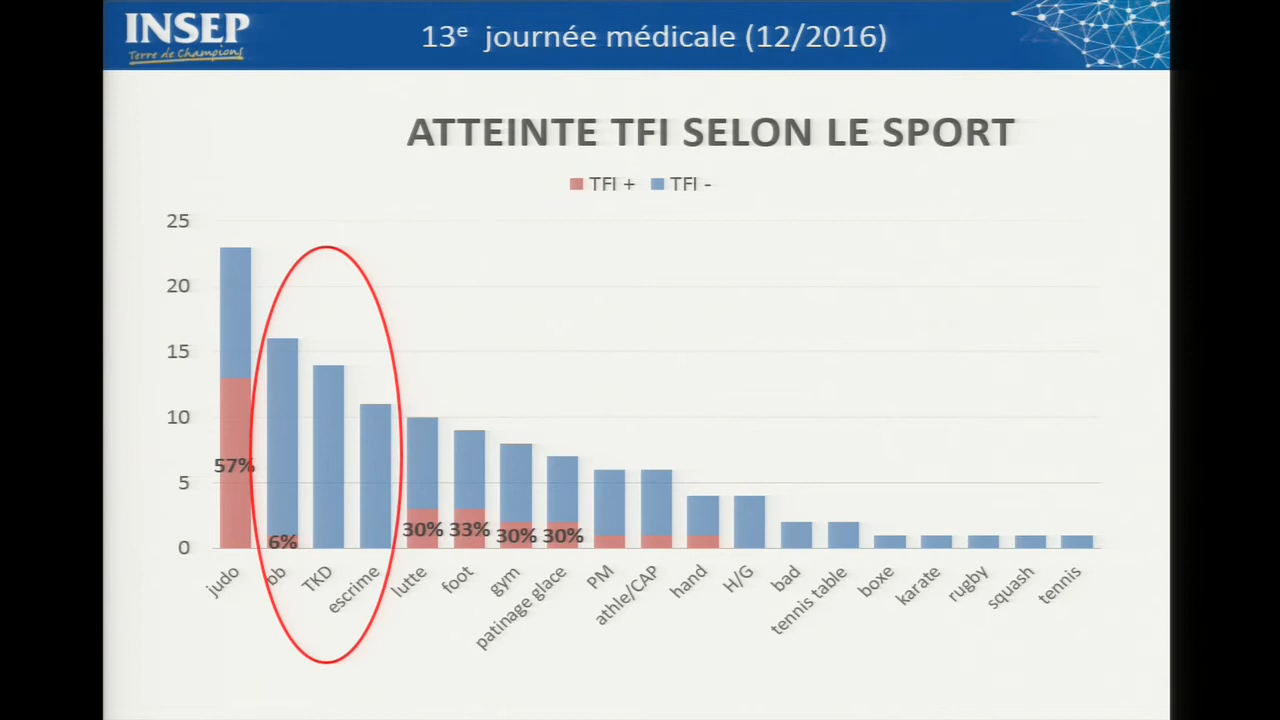 INSEP
Terre de Champions
13e journée médicale (12/2016)
ATTEINTE TFI SELON LE SPORT
TFI + TFI -
25
20
15
10
5
0
57%
6%
30%
33%
30%
30%
judo
bb
TKD
escrime
lutte
foot
gym
patinage glace
PM
athle/CAP
hand
H/G
bad
tennis table
boxe
karate
rugby
squash
tennis